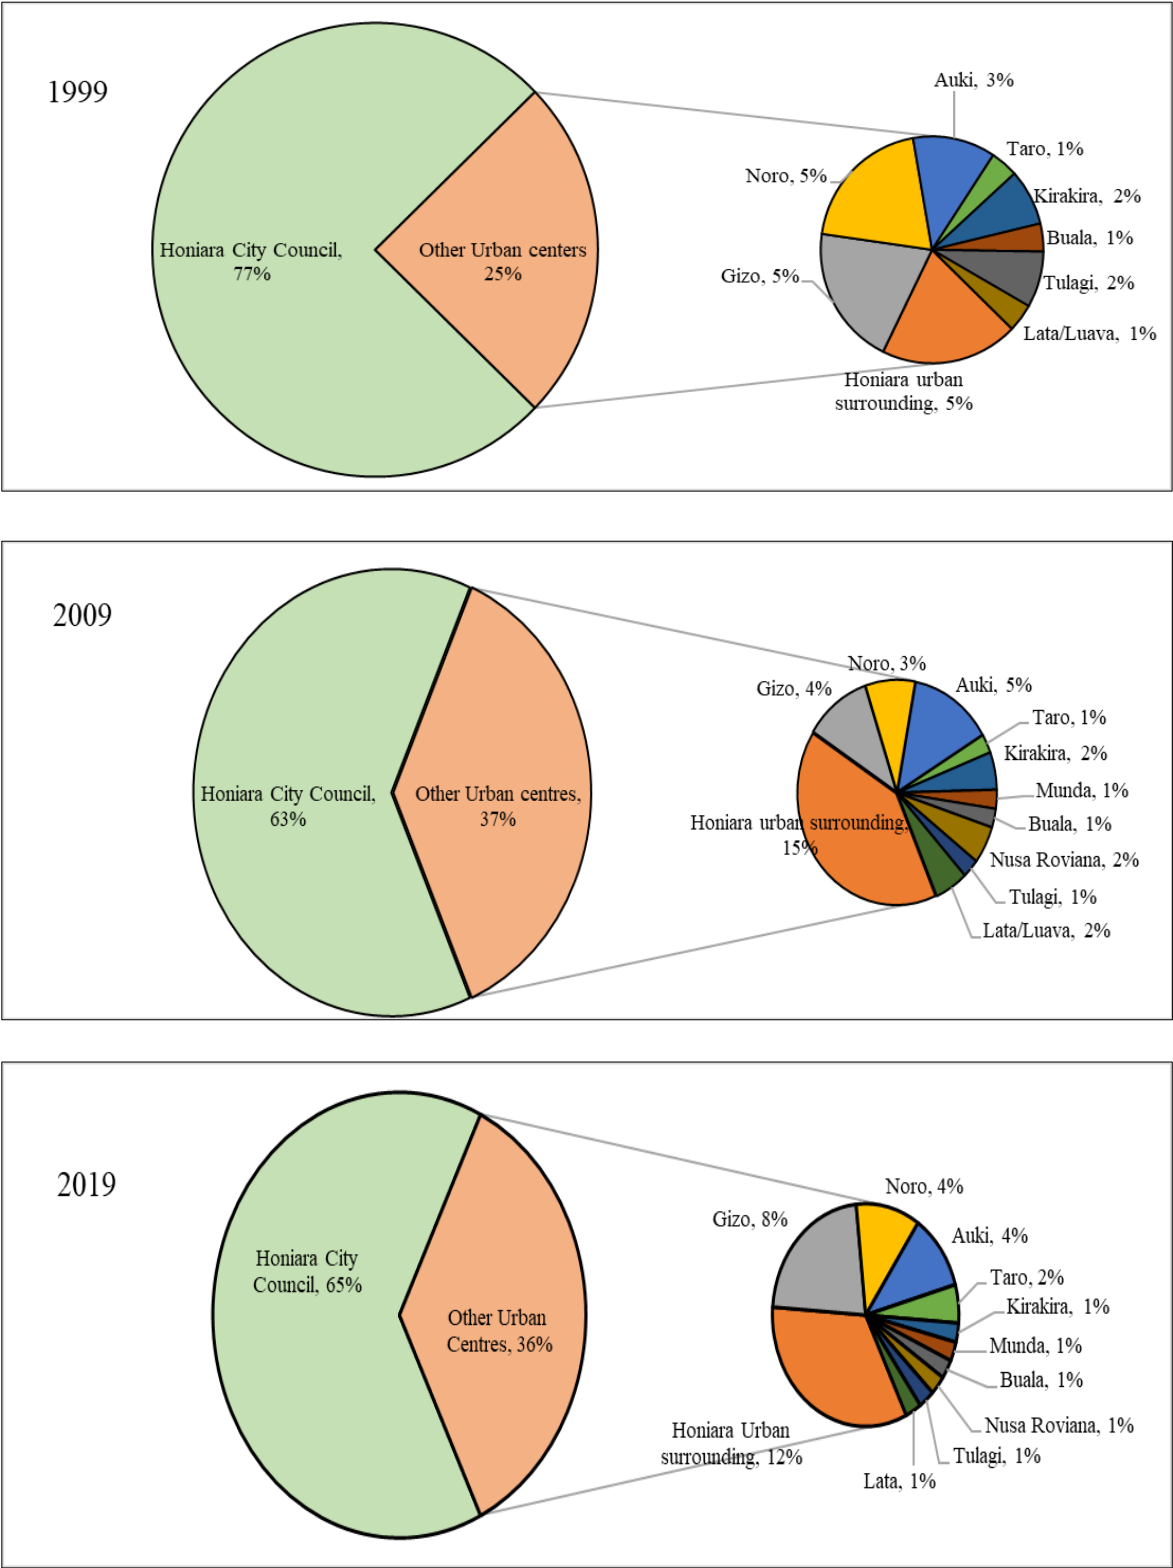 1999
Honiara City Council,
77%
Other Urban centers
25%
Auki, 3%
Taro, 1%
Kirakira, 2%
Buala, 1%
Tulagi, 2%
Lata/Luava, 1%
Honiara urban
surrounding, 5%
Gizo, 5%
Noro, 5%
2009
Honiara City Council,
63%
Other Urban centres,
37%
Noro, 3%
Gizo, 4%
Auki, 5%
Taro, 1%
Kirakira, 2%
Munda, 1%
Buala, 1%
Nusa Roviana, 2%
Tulagi, 1%
Lata/Luava, 2%
Honiara urban surrounding,
15%
2019
Honiara City
Council, 65%
Other Urban
Centres, 36%
Noro, 4%
Gizo, 8%
Auki, 4%
Taro, 2%
Kirakira, 1%
Munda, 1%
Buala, 1%
Nusa Roviana, 1%
Tulagi, 1%
Lata, 1%
Honiara Urban
surrounding, 12%